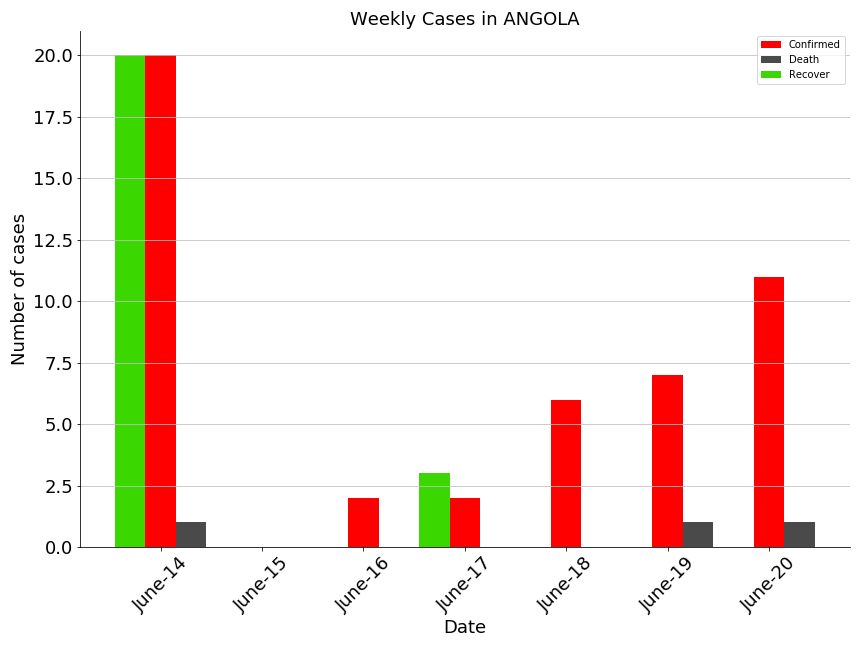 Weekly Cases in ANGOLA
Confirmed
Death
Recover
Number of cases
20.0
17.5
15.0
12.5
10.0
7.5
5.0
2.5
0.0
June-14
June-15
June-16
June-17
June-18
June-19
June-20
Date